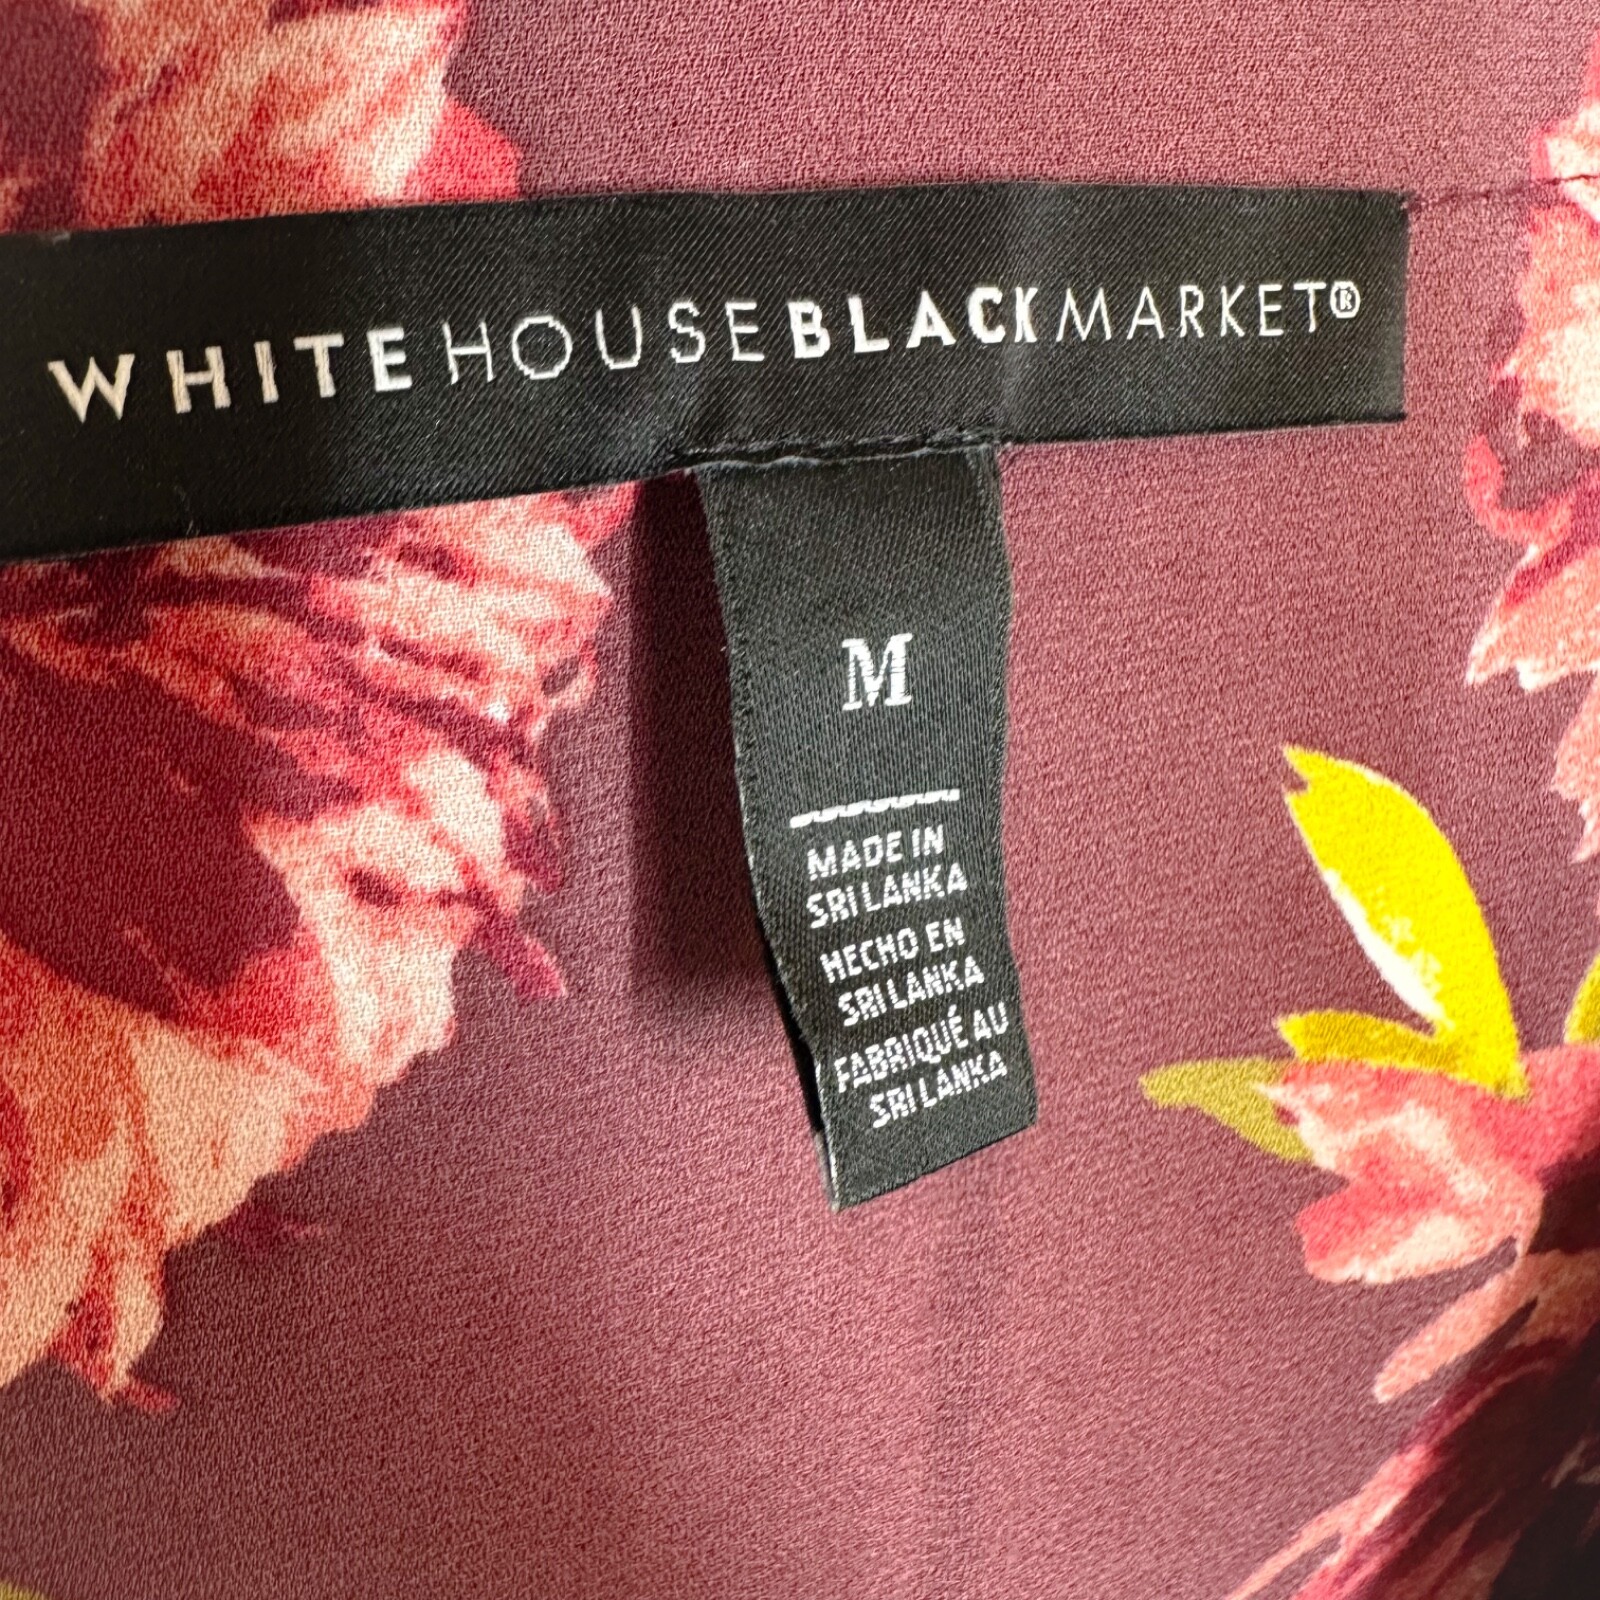 WHITEHOUSEBLACKMARKET®
M
MADE IN
SRI LANKA
HECHO EN
SRI LANKA
FABRIQUÉ AU
SRI LANKA